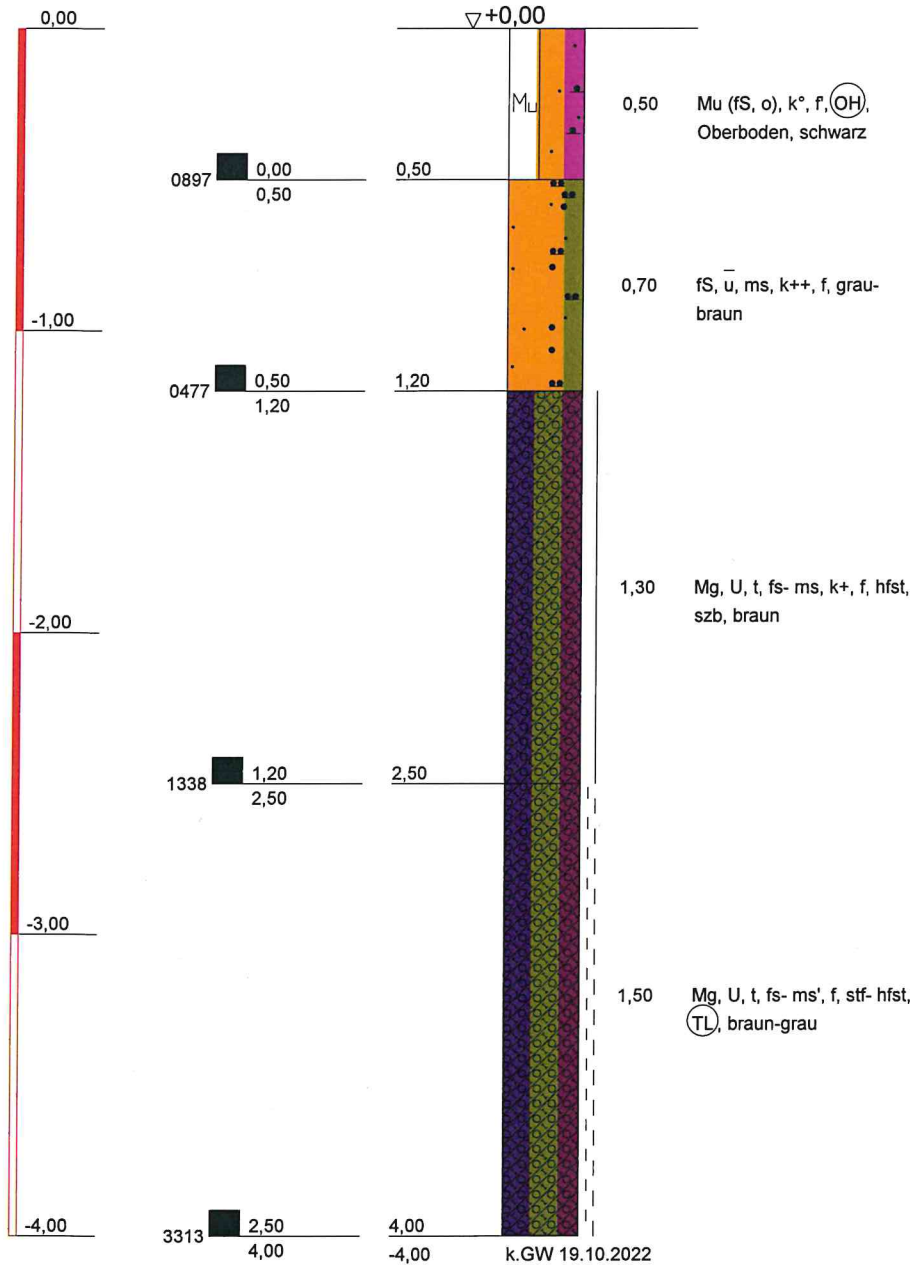 0,00
▽ +0,00
Mu
0,50 Mu (fS, o), k°, f', OH,
Oberboden, schwarz
0897 0,00 0,50
0,50
0,70 fS, u̅, ms, k++, f, grau-
braun
-1,00
0477 0,50 1,20
1,20
1,30 Mg, U, t, fs- ms, k+, f, hfst,
szb, braun
-2,00
1338 1,20 2,50
2,50
-3,00
1,50 Mg, U, t, fs- ms', f, stf- hfst,
TL, braun-grau
-4,00
3313 2,50 4,00
4,00
-4,00 k.GW 19.10.2022